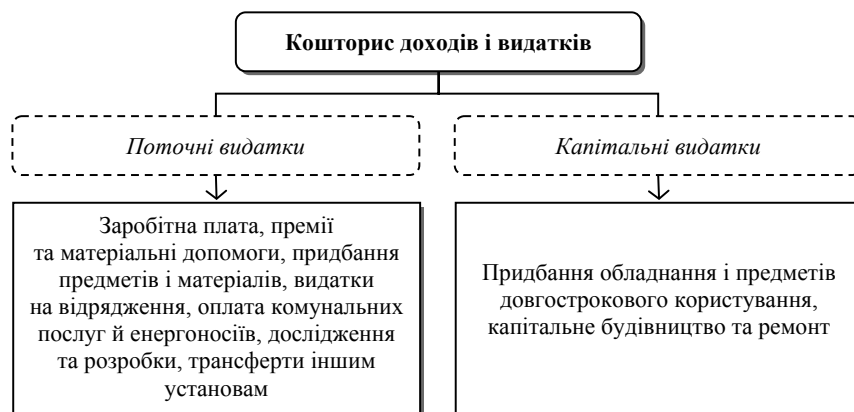 Кошторис доходів і видатків
Поточні видатки
Капітальні видатки
Заробітна плата, премії
та матеріальні допомоги, придбання
предметів і матеріалів, видатки
на відрядження, оплата комунальних
послуг й енергоносіїв, дослідження
та розробки, трансферти іншим
установам
Придбання обладнання і предметів
довгострокового користування,
капітальне будівництво та ремонт